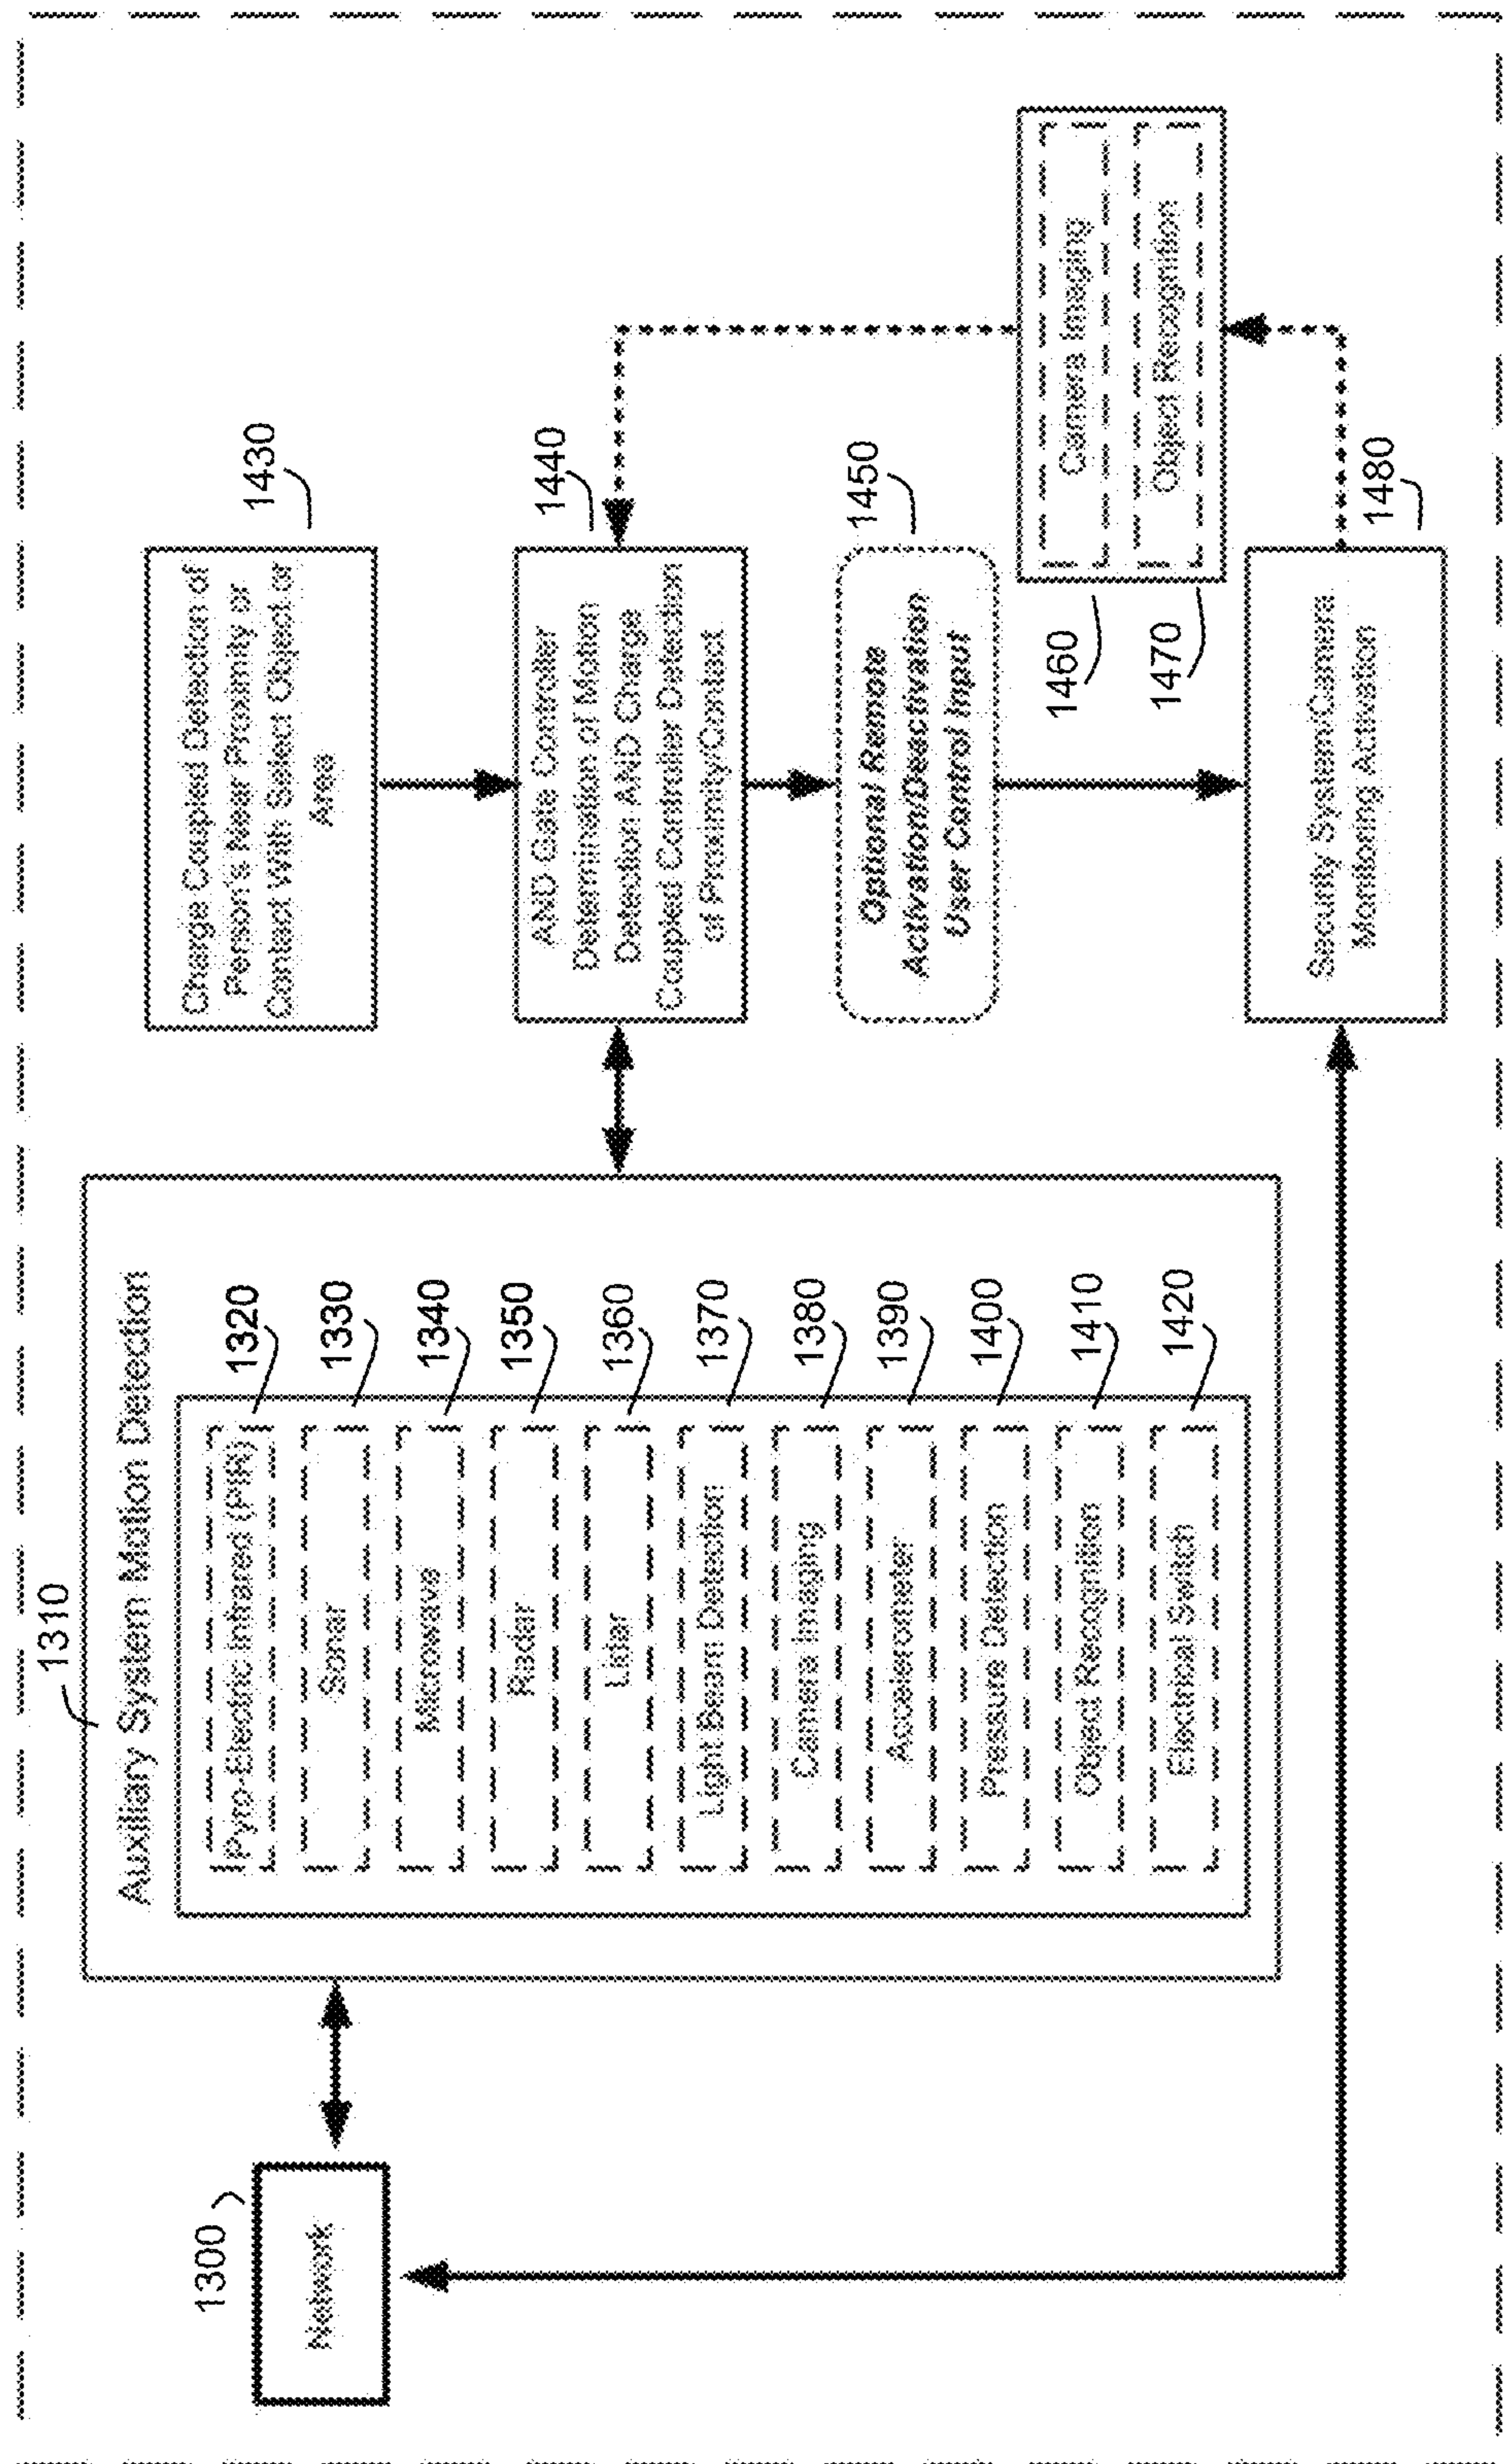 1300
Network
1310
Auxiliary System Motion Detection
Pyro-Electric Infrared (PIR)
1320
Sonar
1330
Microwave
1340
Radar
1350
Lidar
1360
Light Beam Detection
1370
Camera Imaging
1380
Accelerometer
1390
Pressure Detection
1400
Object Recognition
1410
Electrical Switch
1420
1430
Charge Coupled Detection of
Person's Near Proximity or
Contact With Select Object or
Area
1440
AND Gate Controller
Determination of Motion
Detection AND Charge
Coupled Controller Detection
of Proximity/Contact
1450
Optional Remote
Activation/Deactivation
User Control Input
1460
Camera Imaging
1470
Object Recognition
1480
Security System/Camera
Monitoring Activation